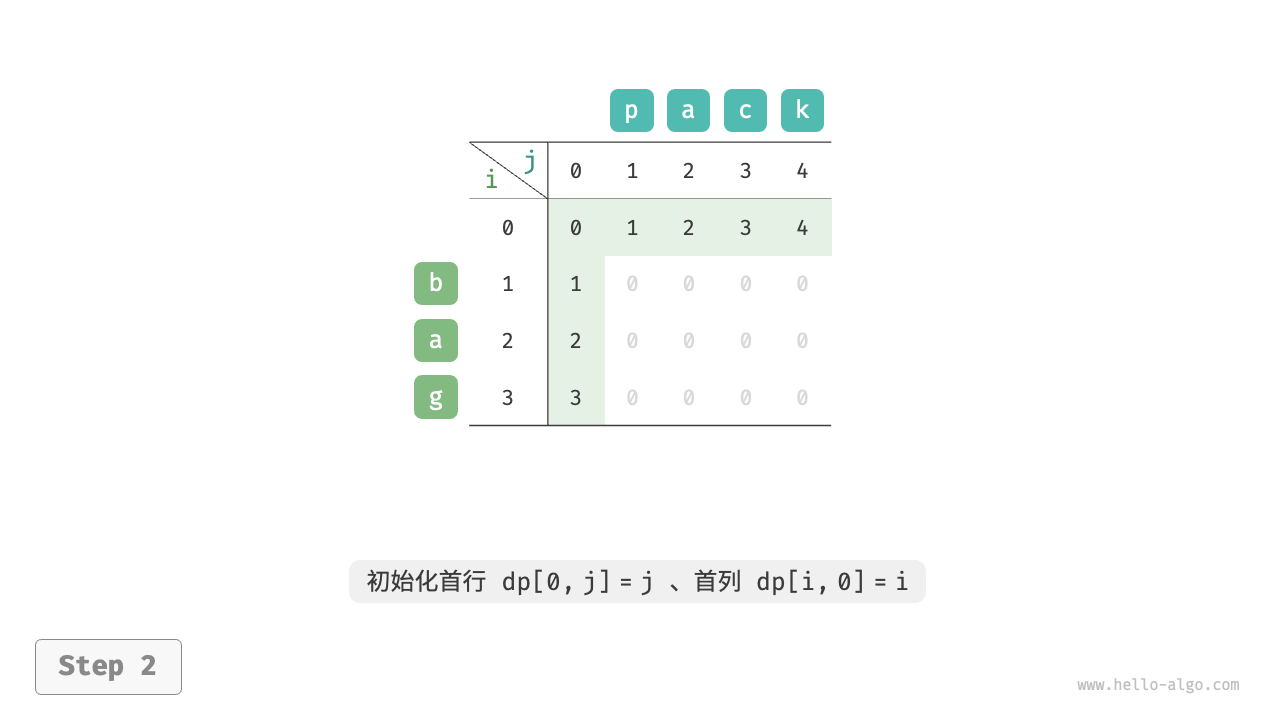 p a c k
j
i
0 1 2 3 4
0 0 1 2 3 4
b 1 1 0 0 0 0
a 2 2 0 0 0 0
g 3 3 0 0 0 0
初始化首行 dp[0, j] = j 、首列 dp[i, 0] = i
Step 2
www.hello-algo.com